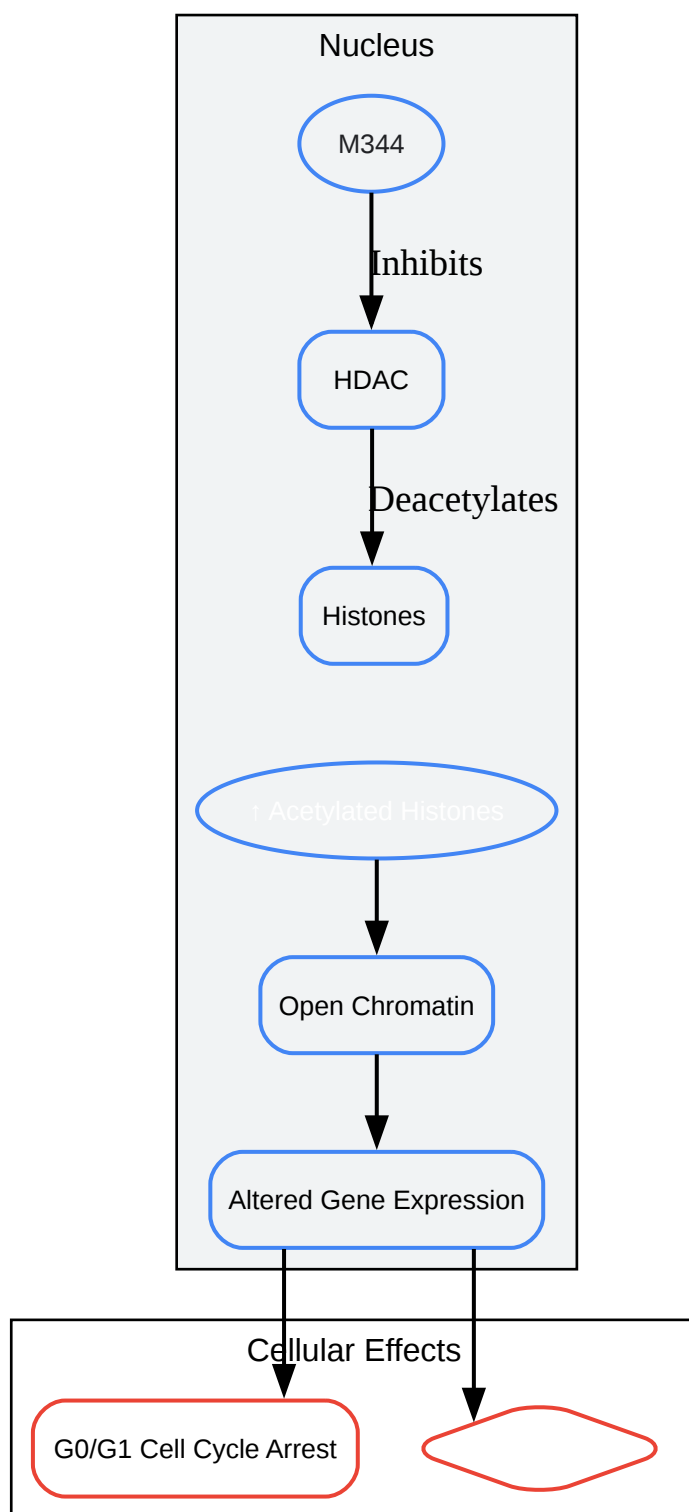 Nucleus
M344
Inhibits
HDAC
Deacetylates
Histones
↑ Acetylated Histones
Open Chromatin
Altered Gene Expression
Cellular Effects
G0/G1 Cell Cycle Arrest